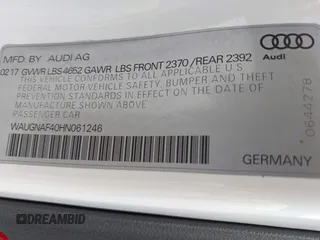 MFD. BY AUDI AG
02 17 GVWR LBS 4652 GAWR LBS FRONT 2370 /REAR 2392
THIS VEHICLE CONFORMS TO ALL APPLICABLE U.S.
FEDERAL MOTOR VEHICLE SAFETY, BUMPER AND THEFT
PREVENTION STANDARDS IN EFFECT ON THE DATE OF
MANUFACTURE SHOWN ABOVE
PASSENGER CAR
WAUGNAF40HN061246
Audi
0644278
GERMANY
DREAMBID